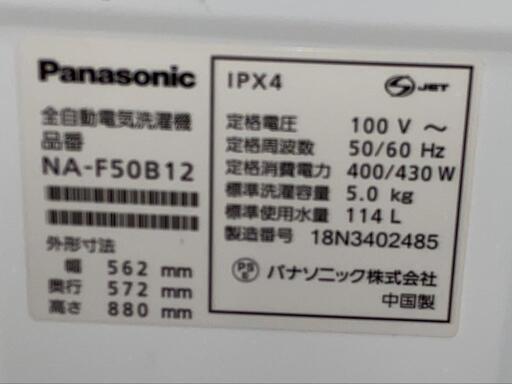 Panasonic
全自動電気洗濯機
品番
NA-F50B12
外形寸法
幅 562 mm
奥行 572 mm
高さ 880 mm
IPX4
S JET
定格電圧 100 V ～
定格周波数 50/60 Hz
定格消費電力 400/430 W
標準洗濯容量 5.0 kg
標準使用水量 114 L
製造番号 18N3402485
PS E パナソニック株式会社
中国製